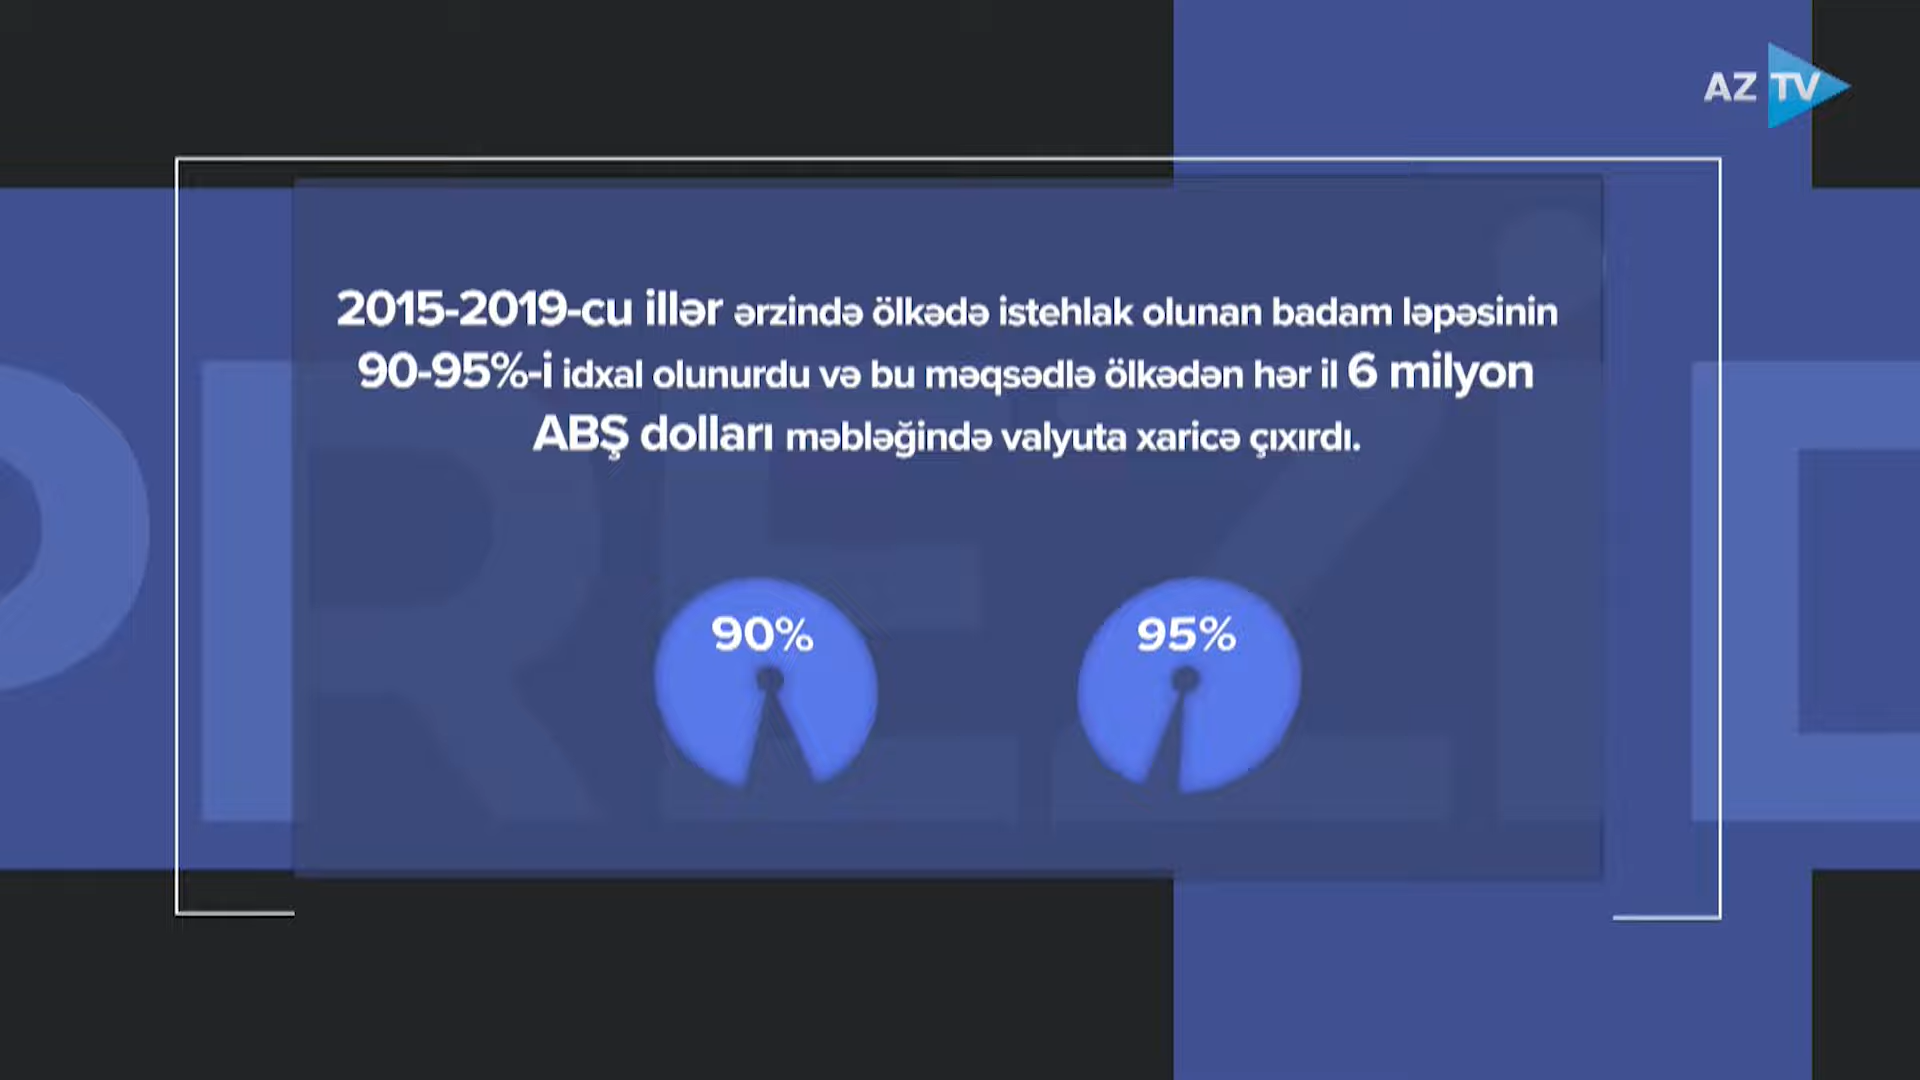 AZ TV
2015-2019-cu illər ərzində ölkədə istehlak olunan badam ləpəsinin
90-95%-i idxal olunurdu və bu məqsədlə ölkədən hər il 6 milyon
ABŞ dolları məbləğində valyuta xaricə çıxırdı.
90% 95%
PREZİD